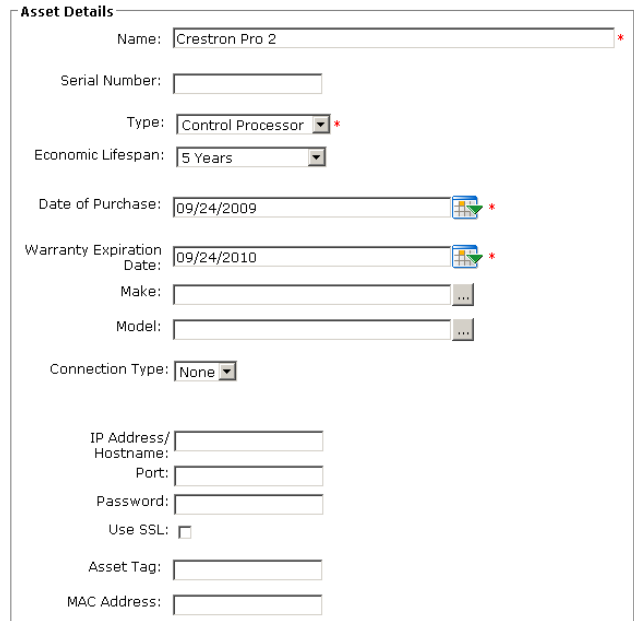 Asset Details
Name: Crestron Pro 2 *
Serial Number:
Type: Control Processor *
Economic Lifespan: 5 Years
Date of Purchase: 09/24/2009 *
Warranty Expiration
Date: 09/24/2010 *
Make: ...
Model: ...
Connection Type: None
IP Address/
Hostname:
Port:
Password:
Use SSL:
Asset Tag:
MAC Address: